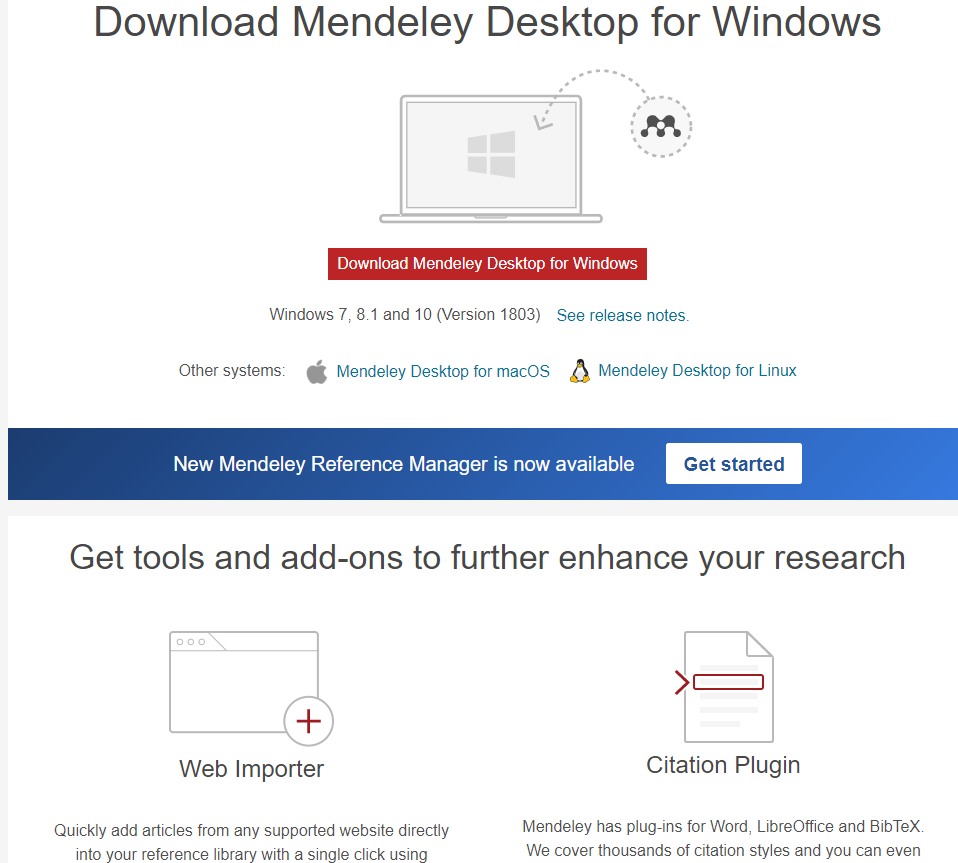 Download Mendeley Desktop for Windows
Download Mendeley Desktop for Windows
Windows 7, 8.1 and 10 (Version 1803) See release notes.
Other systems: Mendeley Desktop for macOS Mendeley Desktop for Linux
New Mendeley Reference Manager is now available Get started
Get tools and add-ons to further enhance your research
Web Importer
Quickly add articles from any supported website directly
into your reference library with a single click using
Citation Plugin
Mendeley has plug-ins for Word, LibreOffice and BibTeX.
We cover thousands of citation styles and you can even